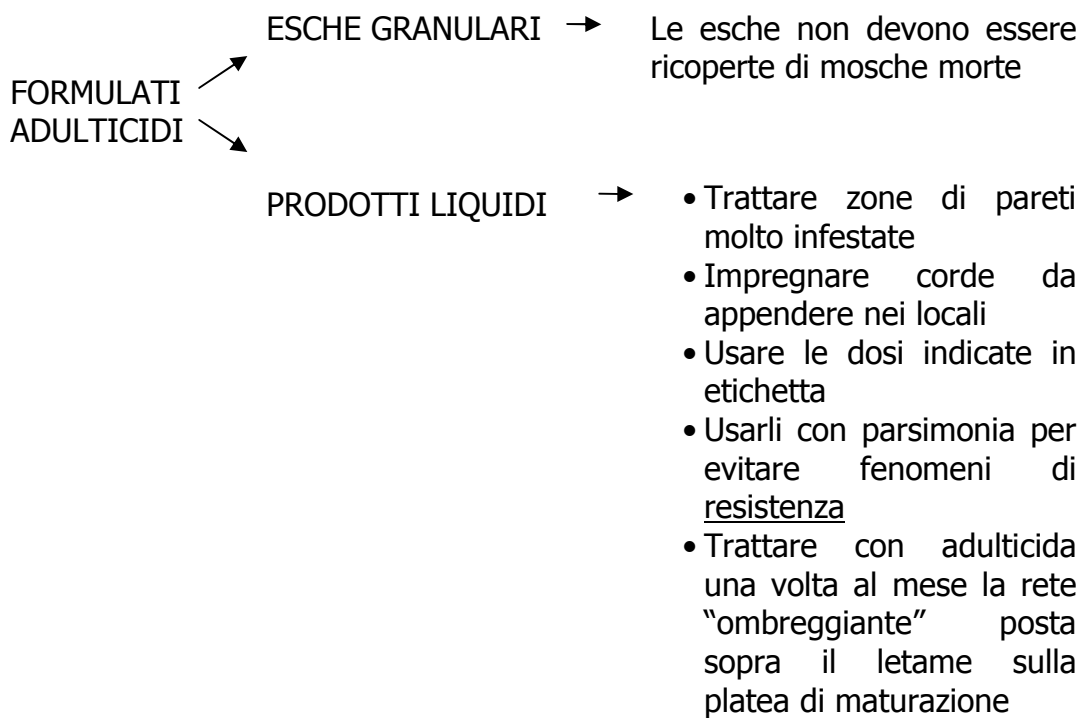 FORMULATI
ADULTICIDI
ESCHE GRANULARI
Le esche non devono essere
ricoperte di mosche morte
PRODOTTI LIQUIDI
• Trattare zone di pareti
molto infestate
• Impregnare corde da
appendere nei locali
• Usare le dosi indicate in
etichetta
• Usarli con parsimonia per
evitare fenomeni di
resistenza
• Trattare con adulticida
una volta al mese la rete
“ombreggiante” posta
sopra il letame sulla
platea di maturazione